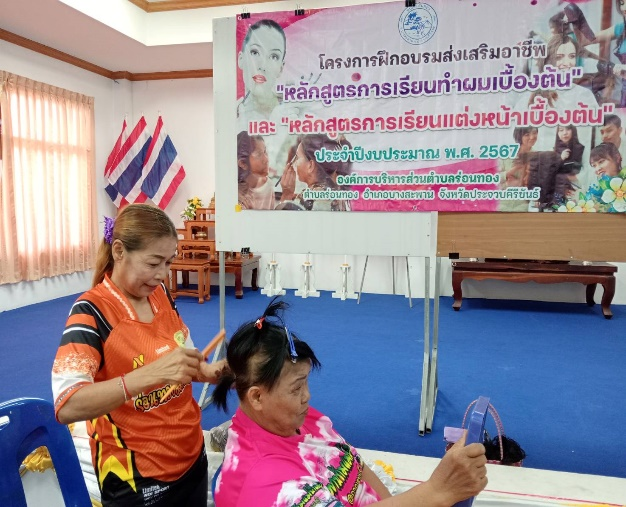 โครงการฝึกอบรมส่งเสริมอาชีพ
"หลักสูตรการเรียนทำผมเบื้องต้น"
และ "หลักสูตรการเรียนแต่งหน้าเบื้องต้น"
ประจำปีงบประมาณ พ.ศ. 2567
องค์การบริหารส่วนตำบลร่อนทอง
ตำบลร่อนทอง อำเภอบางสะพาน จังหวัดประจวบคีรีขันธ์